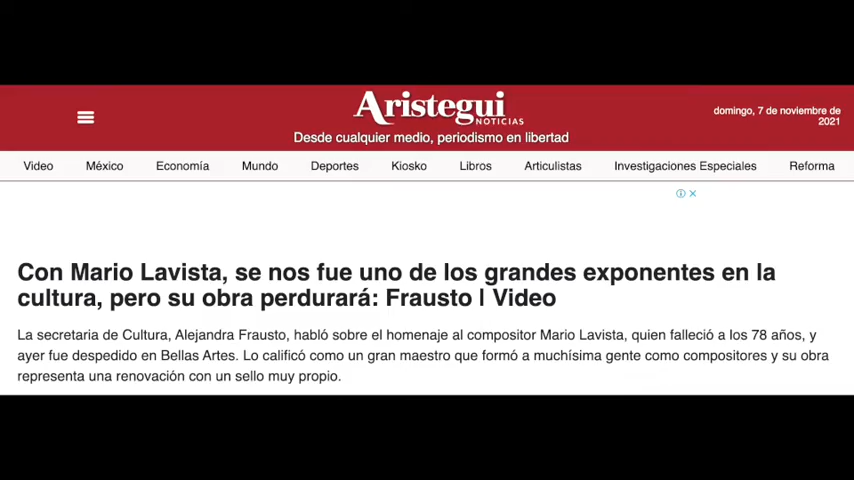 Aristegui
NOTICIAS
Desde cualquier medio, periodismo en libertad
domingo, 7 de noviembre de
2021
Video México Economía Mundo Deportes Kiosko Libros Articulistas Investigaciones Especiales Reforma
Con Mario Lavista, se nos fue uno de los grandes exponentes en la
cultura, pero su obra perdurará: Frausto | Video
La secretaria de Cultura, Alejandra Frausto, habló sobre el homenaje al compositor Mario Lavista, quien falleció a los 78 años, y
ayer fue despedido en Bellas Artes. Lo calificó como un gran maestro que formó a muchísima gente como compositores y su obra
representa una renovación con un sello muy propio.